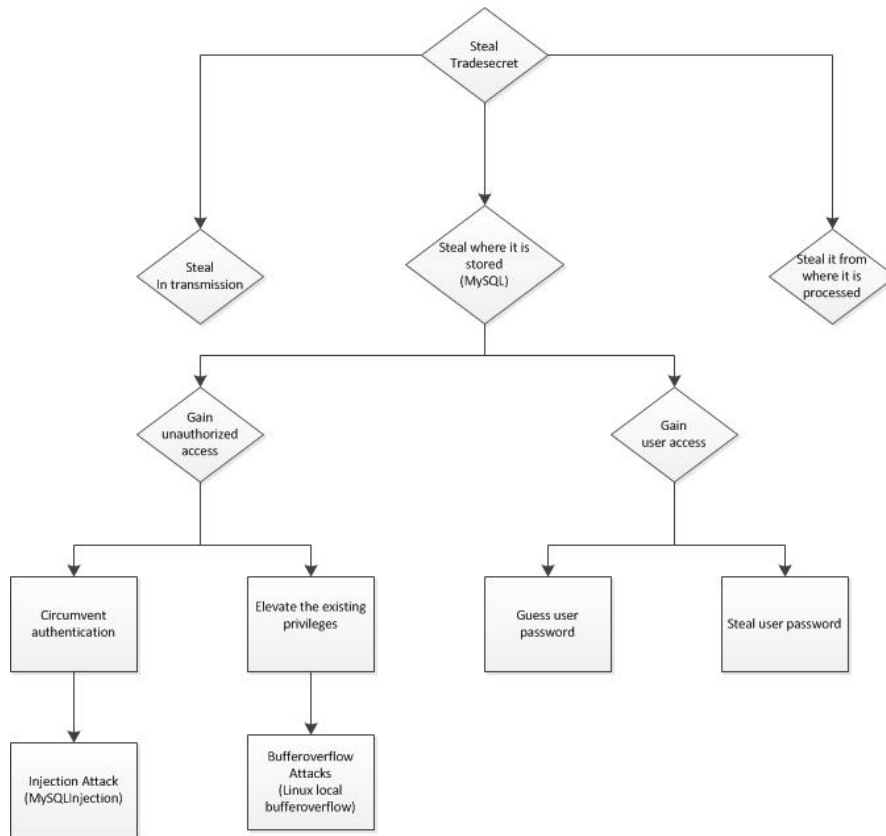 Steal
Tradesecret
Steal
In transmission
Steal where it is
stored
(MySQL)
Steal it from
where it is
processed
Gain
unauthorized
access
Gain
user access
Circumvent
authentication
Elevate the existing
privileges
Guess user
password
Steal user password
Injection Attack
(MySQLInjection)
Bufferoverflow
Attacks
(Linux local
bufferoverflow)